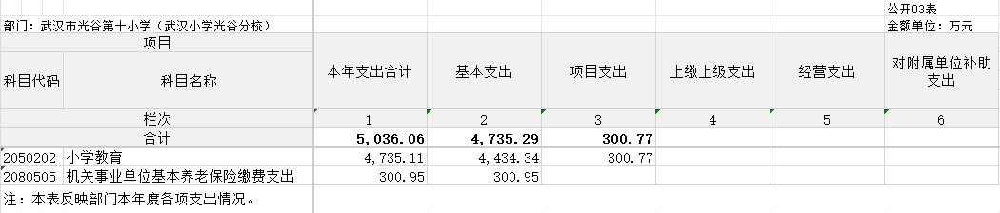 公开03表
部门：武汉市光谷第十小学（武汉小学光谷分校） 金额单位：万元
项目 本年支出合计 基本支出 项目支出 上缴上级支出 经营支出 对附属单位补助支出
科目代码 科目名称
栏次 1 2 3 4 5 6
合计 5,036.06 4,735.29 300.77
2050202 小学教育 4,735.11 4,434.34 300.77
2080505 机关事业单位基本养老保险缴费支出 300.95 300.95
注：本表反映部门本年度各项支出情况。